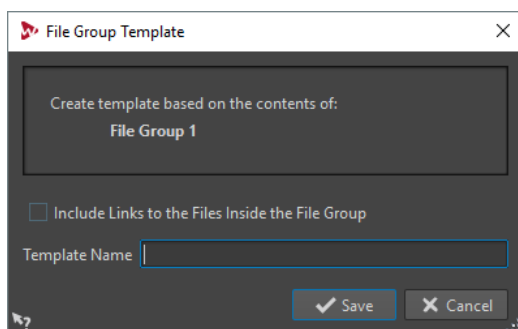 File Group Template
Create template based on the contents of:
File Group 1
Include Links to the Files Inside the File Group
Template Name
Save Cancel
?